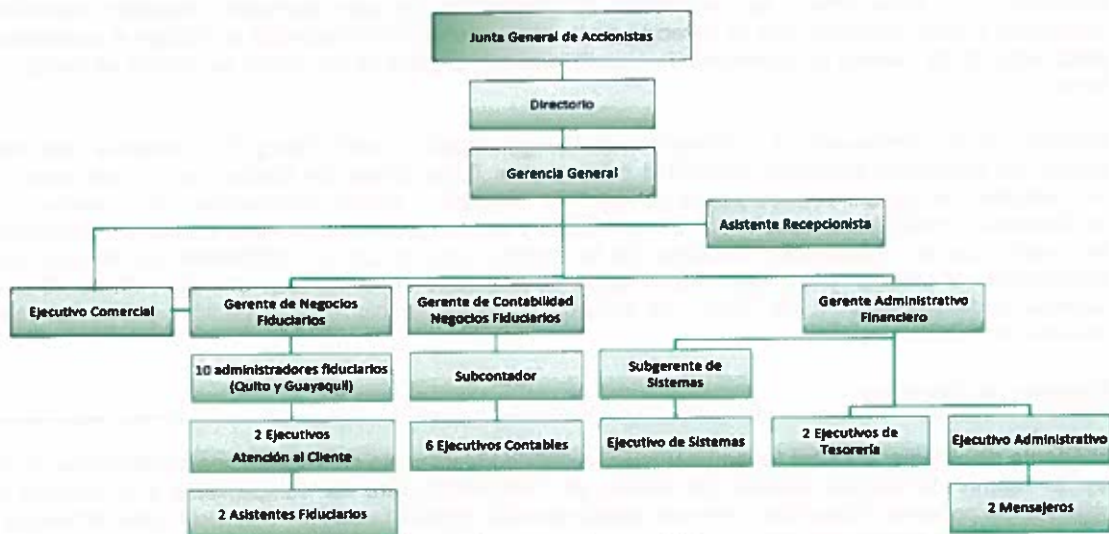 Junta General de Accionistas
Directorio
Gerencia General
Asistente Recepcionista
Ejecutivo Comercial
Gerente de Negocios
Fiduciarios
Gerente de Contabilidad
Negocios Fiduciarios
Gerente Administrativo
Financiero
10 administradores fiduciarios
(Quito y Guayaquil)
Subcontador
Subgerente de
Sistemas
2 Ejecutivos
Atención al Cliente
6 Ejecutivos Contables
Ejecutivo de Sistemas
2 Ejecutivos de
Tesorería
Ejecutivo Administrativo
2 Asistentes Fiduciarios
2 Mensajeros